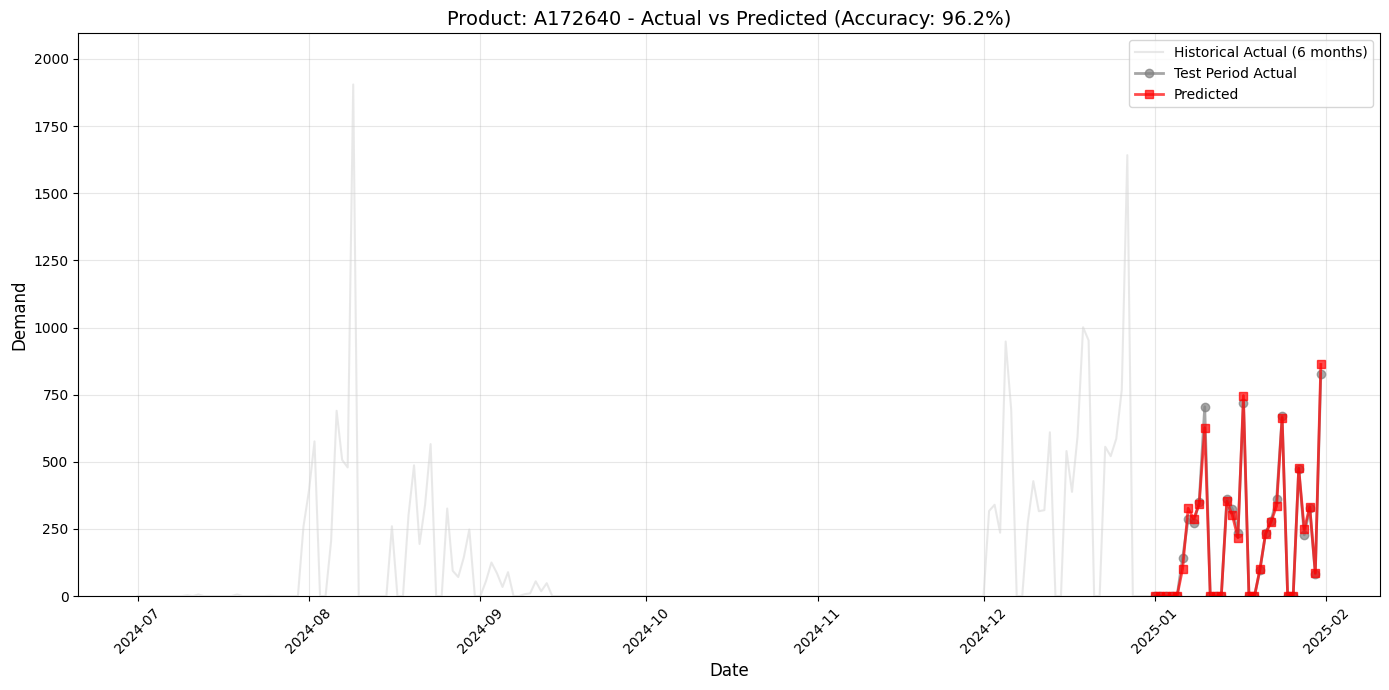 Product: A172640 - Actual vs Predicted (Accuracy: 96.2%)
Historical Actual (6 months)
Test Period Actual
Predicted
Demand
2000
1750
1500
1250
1000
750
500
250
0
2024-07
2024-08
2024-09
2024-10
2024-11
2024-12
2025-01
2025-02
Date